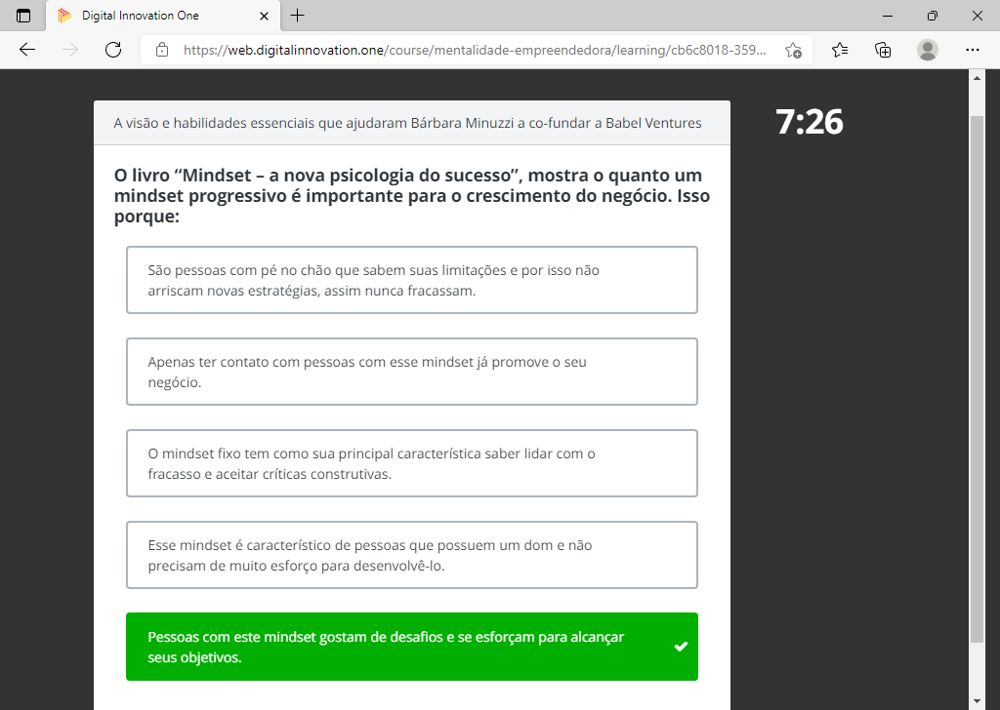 Digital Innovation One
https://web.digitalinnovation.one/course/mentalidade-empreendedora/learning/cb6c8018-359...
A visão e habilidades essenciais que ajudaram Bárbara Minuzzi a co-fundar a Babel Ventures
7:26
O livro “Mindset – a nova psicologia do sucesso”, mostra o quanto um
mindset progressivo é importante para o crescimento do negócio. Isso
porque:
São pessoas com pé no chão que sabem suas limitações e por isso não
arriscam novas estratégias, assim nunca fracassam.
Apenas ter contato com pessoas com esse mindset já promove o seu
negócio.
O mindset fixo tem como sua principal característica saber lidar com o
fracasso e aceitar críticas construtivas.
Esse mindset é característico de pessoas que possuem um dom e não
precisam de muito esforço para desenvolvê-lo.
Pessoas com este mindset gostam de desafios e se esforçam para alcançar
seus objetivos.